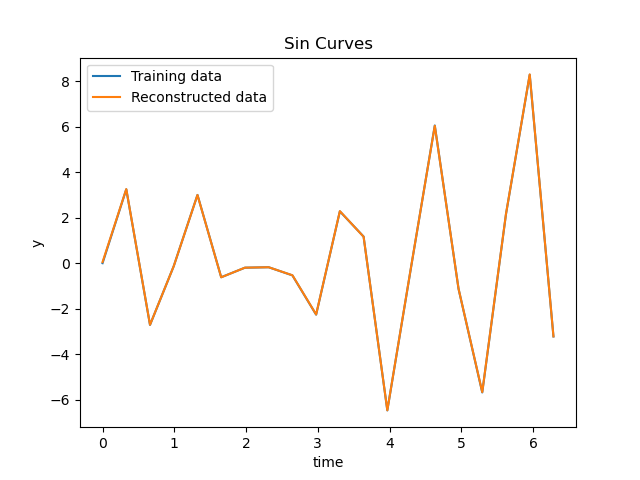 Sin Curves
Training data
Reconstructed data
8
6
4
2
0
−2
−4
−6
y
0 1 2 3 4 5 6
time